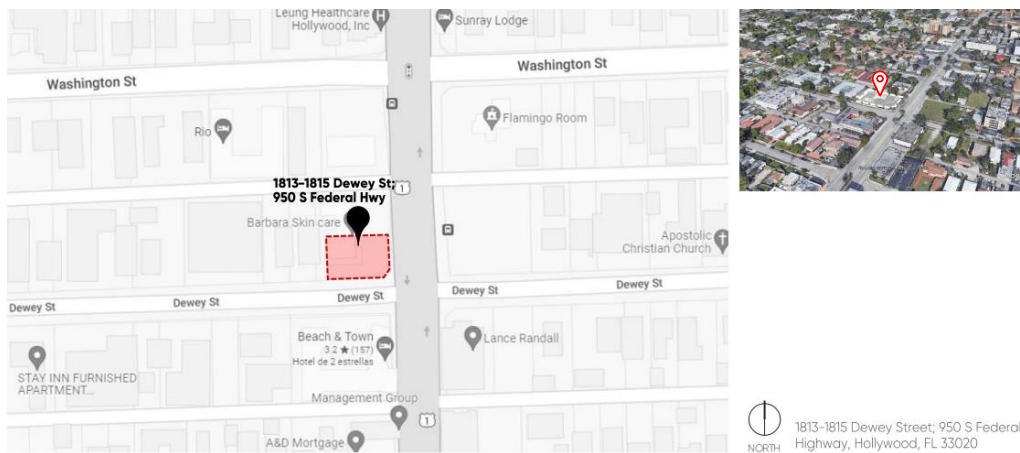 Leung Healthcare
Hollywood, Inc
H
Sunray Lodge
Washington St
Washington St
Rio
Flamingo Room
1813-1815 Dewey St;
950 S Federal Hwy
1
Barbara Skin care
Apostolic
Christian Church
Dewey St
Dewey St
Dewey St
Dewey St
Dewey St
Beach & Town
3.2 ★ (157)
Hotel de 2 estrellas
Lance Randall
STAY INN FURNISHED
APARTMENT...
Management Group
1
A&D Mortgage
NORTH
1813-1815 Dewey Street; 950 S Federal
Highway, Hollywood, FL 33020